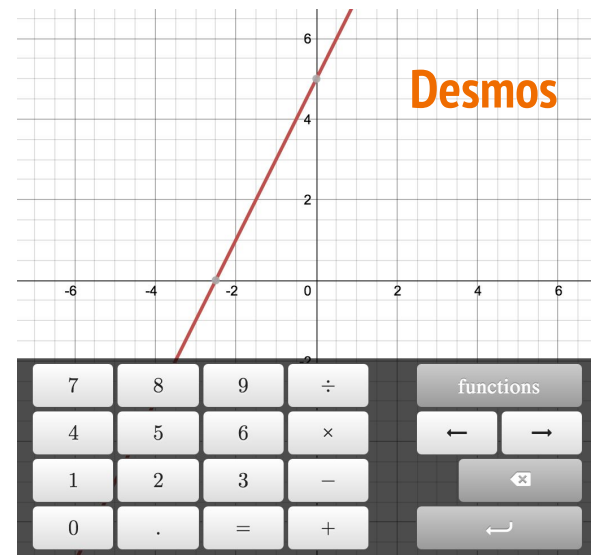 6
Desmos
4
2
-6 -4 -2 0 2 4 6
7 8 9 ÷ functions
4 5 6 × ← →
1 2 3 −
0 . = +